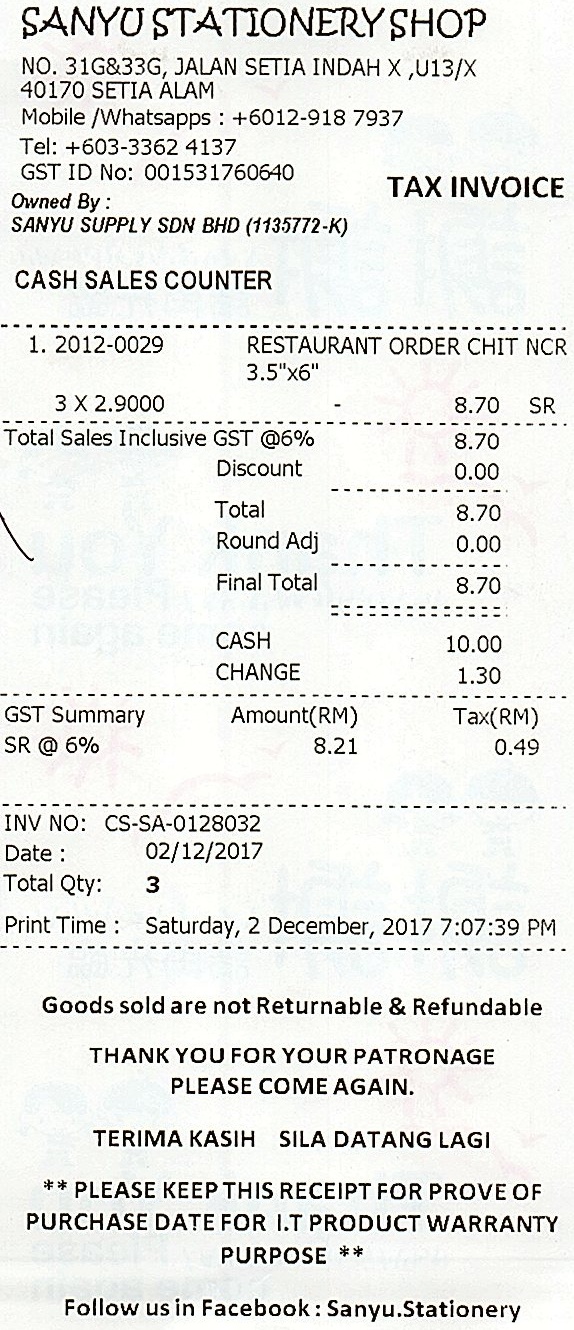 SANYU STATIONERY SHOP
NO. 31G&33G, JALAN SETIA INDAH X ,U13/X
40170 SETIA ALAM
Mobile /Whatsapps : +6012-918 7937
Tel: +603-3362 4137
GST ID No: 001531760640
TAX INVOICE
Owned By :
SANYU SUPPLY SDN BHD (1135772-K)
CASH SALES COUNTER
1. 2012-0029 RESTAURANT ORDER CHIT NCR
3.5"x6"
3 X 2.9000 - 8.70 SR
Total Sales Inclusive GST @6% 8.70
Discount 0.00
Total 8.70
Round Adj 0.00
Final Total 8.70
CASH 10.00
CHANGE 1.30
GST Summary Amount(RM) Tax(RM)
SR @ 6% 8.21 0.49
INV NO: CS-SA-0128032
Date : 02/12/2017
Total Qty: 3
Print Time : Saturday, 2 December, 2017 7:07:39 PM
Goods sold are not Returnable & Refundable
THANK YOU FOR YOUR PATRONAGE
PLEASE COME AGAIN.
TERIMA KASIH SILA DATANG LAGI
** PLEASE KEEP THIS RECEIPT FOR PROVE OF
PURCHASE DATE FOR I.T PRODUCT WARRANTY
PURPOSE **
Follow us in Facebook : Sanyu.Stationery